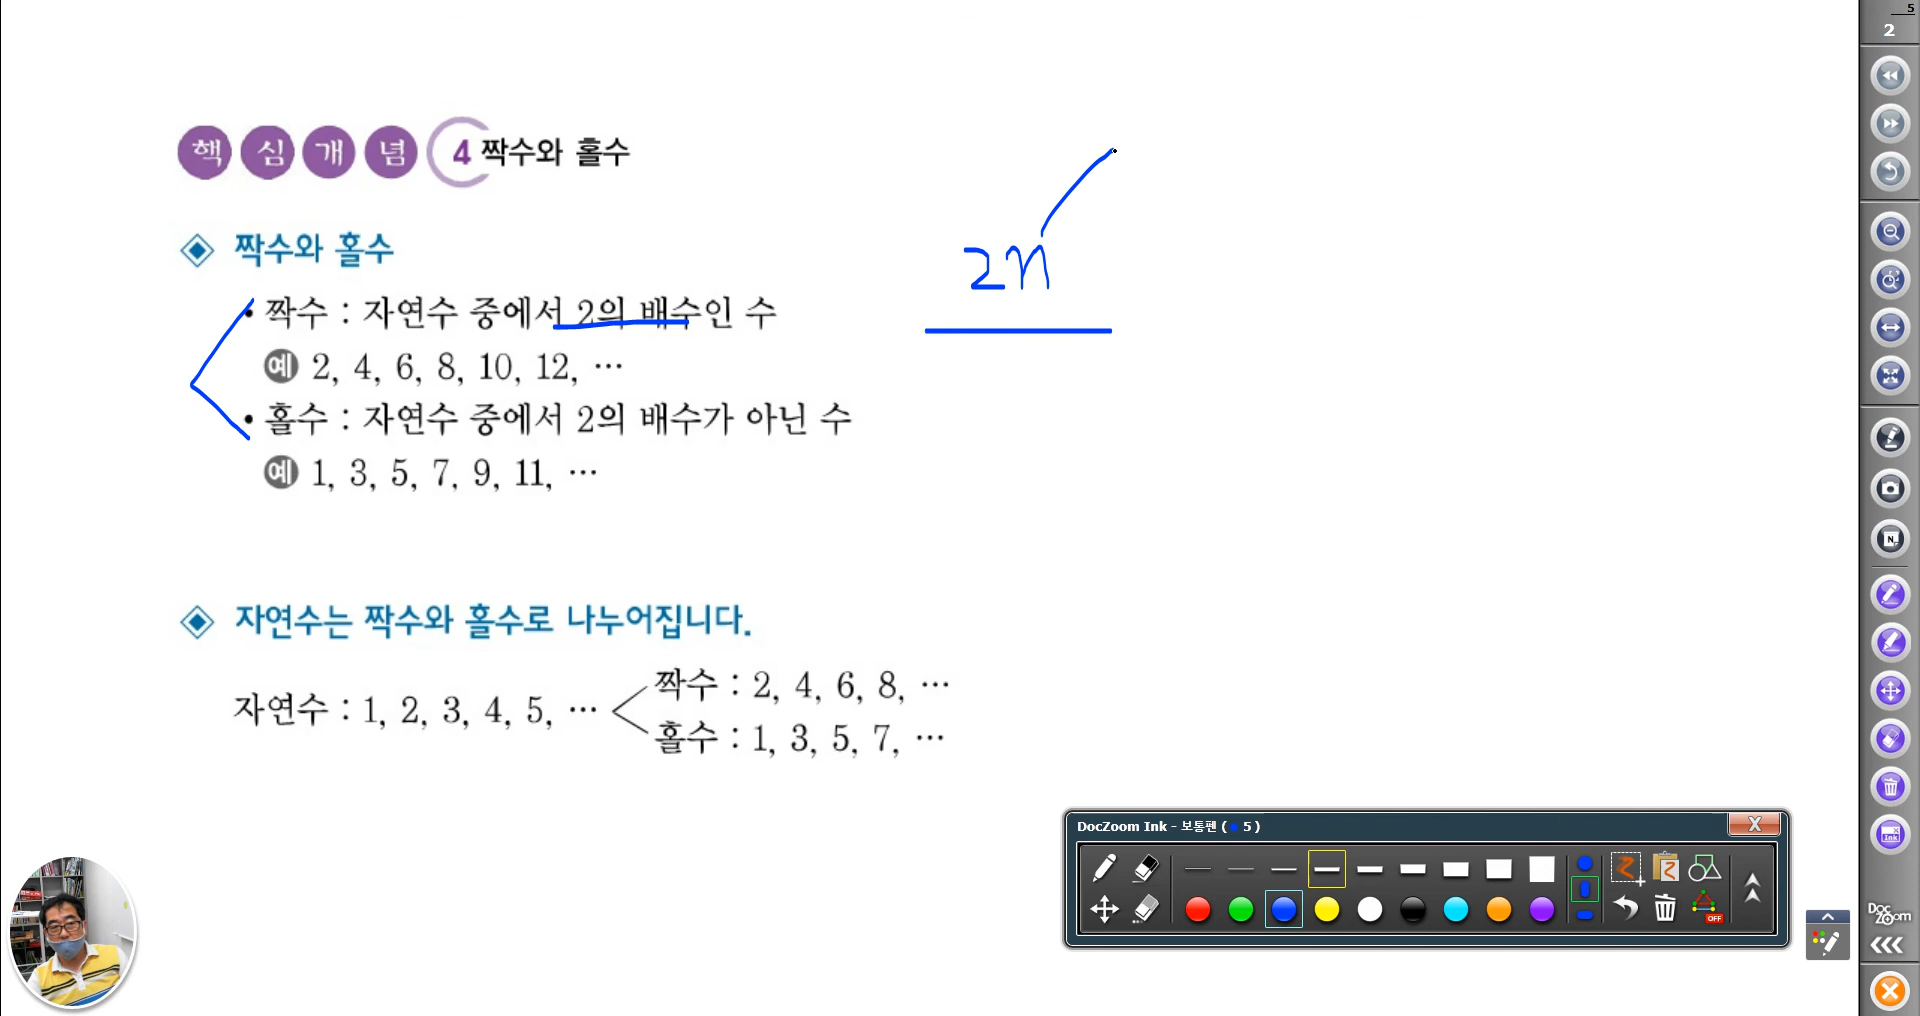 5
2
핵심개념 4 짝수와 홀수
2n
짝수와 홀수
• 짝수 : 자연수 중에서 2의 배수인 수
예 2, 4, 6, 8, 10, 12, ⋯
• 홀수 : 자연수 중에서 2의 배수가 아닌 수
예 1, 3, 5, 7, 9, 11, ⋯
자연수는 짝수와 홀수로 나누어집니다.
자연수 : 1, 2, 3, 4, 5, ⋯
짝수 : 2, 4, 6, 8, ⋯
홀수 : 1, 3, 5, 7, ⋯
DocZoom Ink - 보통펜 ( 5 )
X
OFF
N
Ink
DocZoom